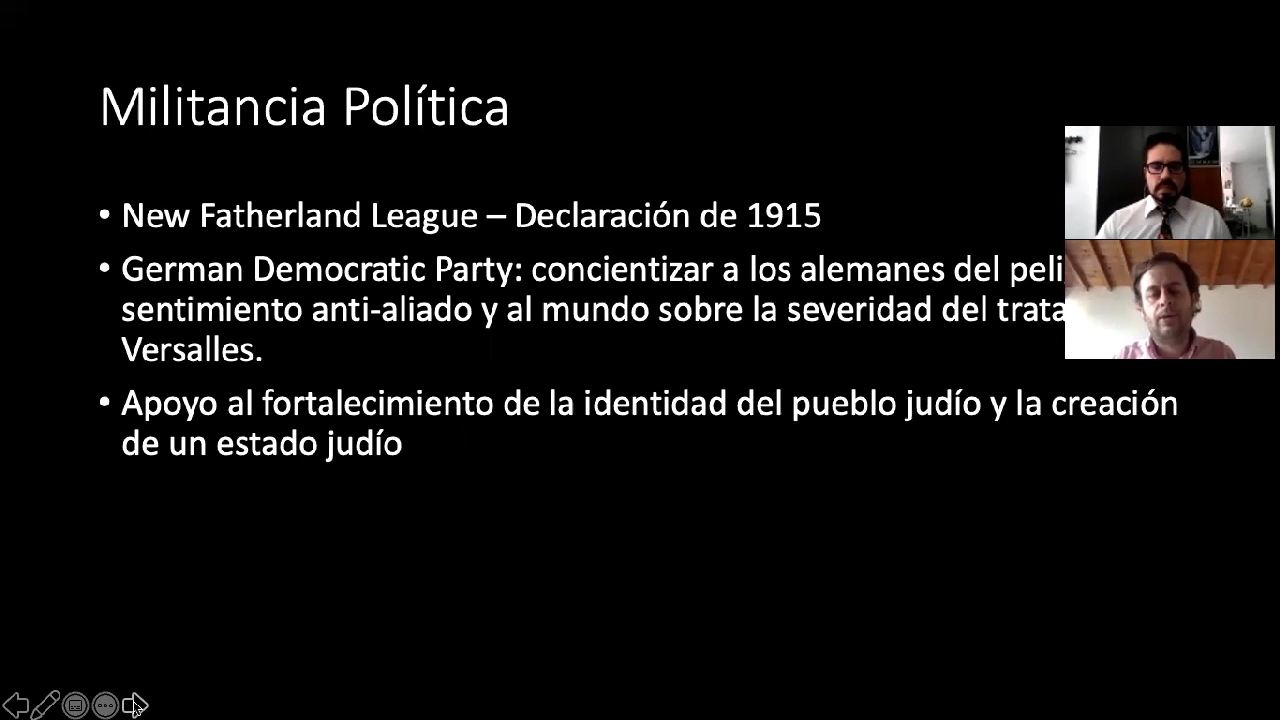 Militancia Política
• New Fatherland League – Declaración de 1915
• German Democratic Party: concientizar a los alemanes del
sentimiento anti-aliado y al mundo sobre la severidad del
Versalles.
• Apoyo al fortalecimiento de la identidad del pueblo judío y la creación
de un estado judío